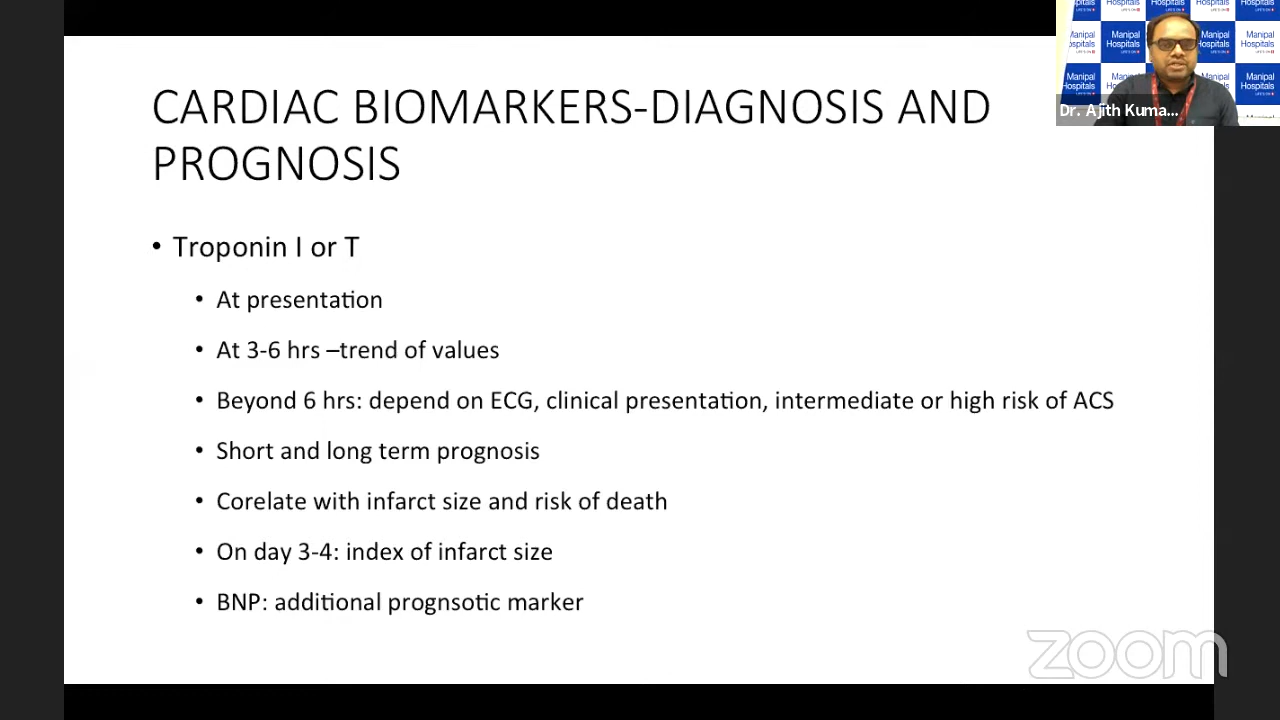 CARDIAC BIOMARKERS-DIAGNOSIS AND
PROGNOSIS
• Troponin I or T
• At presentation
• At 3-6 hrs –trend of values
• Beyond 6 hrs: depend on ECG, clinical presentation, intermediate or high risk of ACS
• Short and long term prognosis
• Corelate with infarct size and risk of death
• On day 3-4: index of infarct size
• BNP: additional prognsotic marker
Manipal
Hospitals
Dr. Ajith Kuma...
zoom